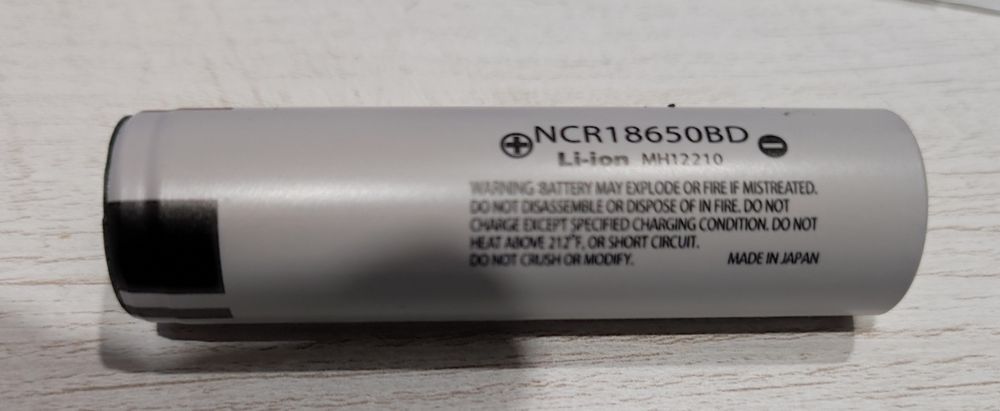 ⊕NCR18650BD⊖
Li-ion MH12210
WARNING: BATTERY MAY EXPLODE OR FIRE IF MISTREATED.
DO NOT DISASSEMBLE OR DISPOSE OF IN FIRE. DO NOT
CHARGE EXCEPT SPECIFIED CHARGING CONDITION. DO NOT
HEAT ABOVE 212°F, OR SHORT CIRCUIT.
DO NOT CRUSH OR MODIFY. MADE IN JAPAN